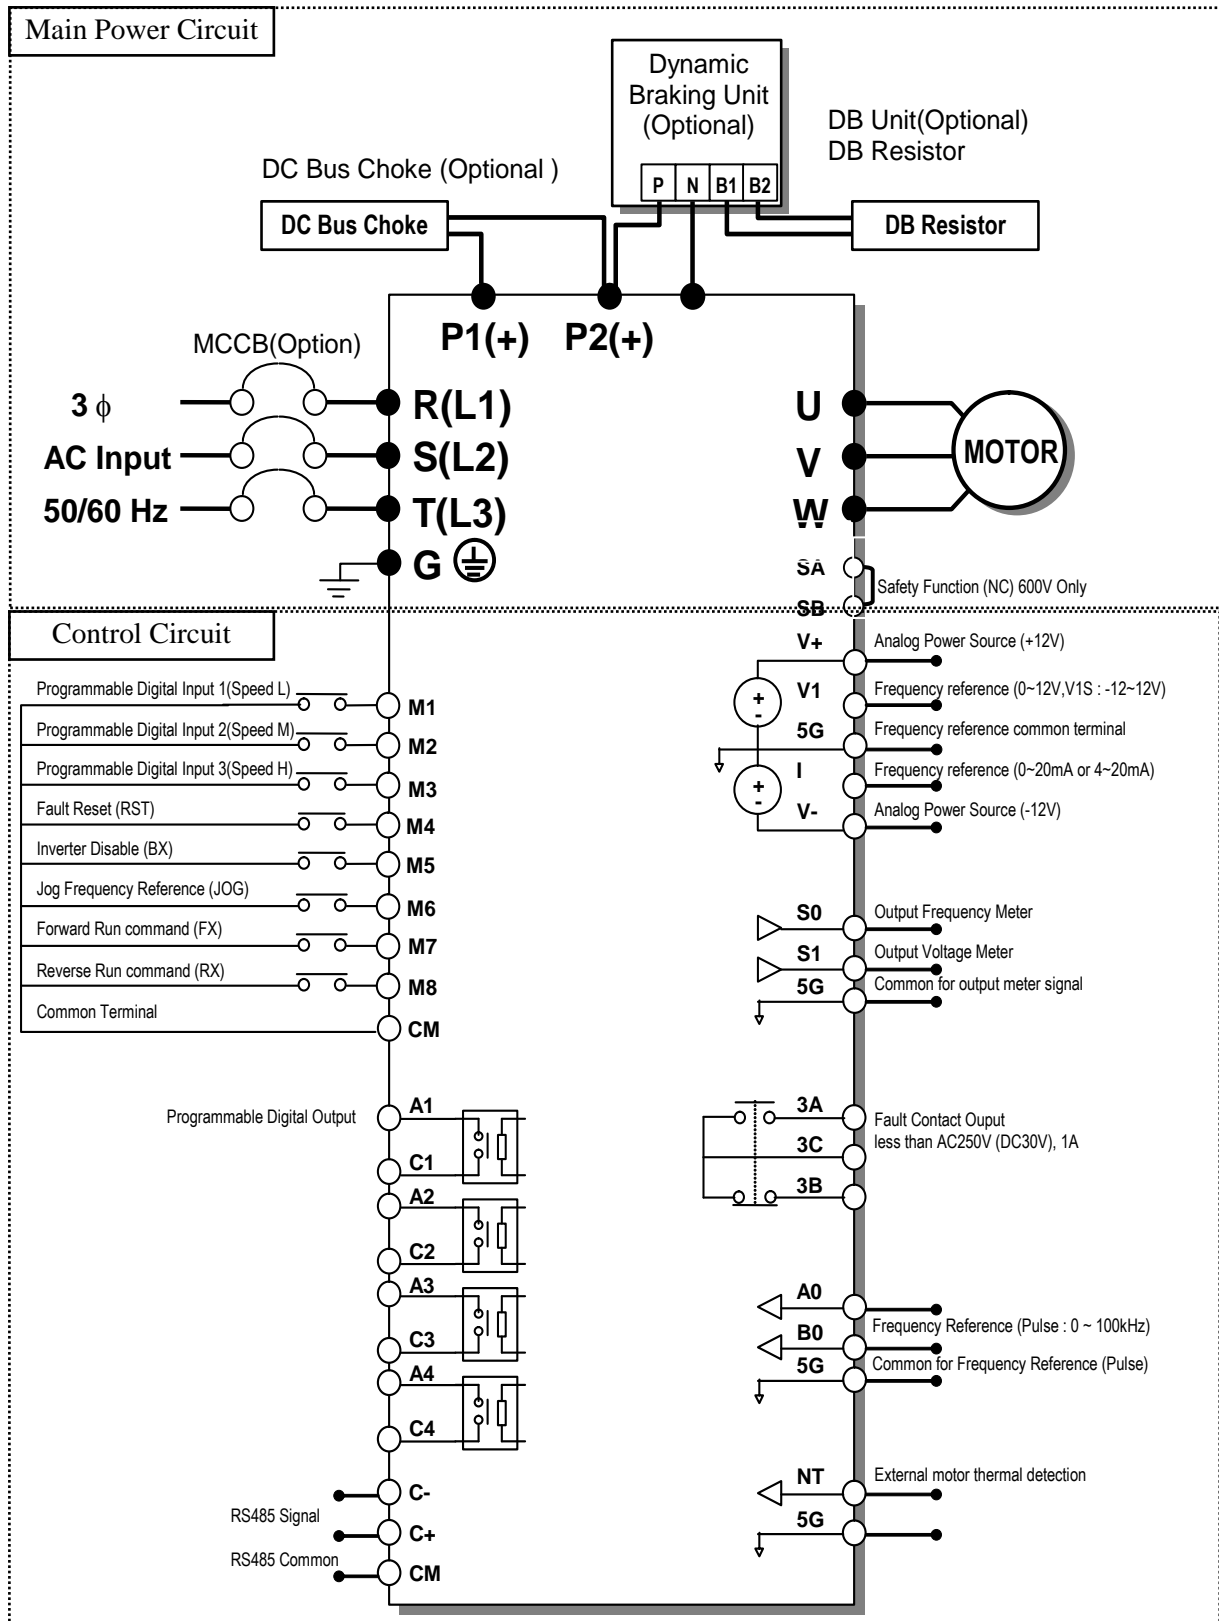 Main Power Circuit
Dynamic
Braking Unit
(Optional)
P N B1 B2
DB Unit(Optional)
DB Resistor
DC Bus Choke (Optional )
DC Bus Choke
DB Resistor
P1(+) P2(+)
MCCB(Option)
3 ϕ
AC Input
50/60 Hz
R(L1)
S(L2)
T(L3)
G
U
V
W
MOTOR
SA
SB
Safety Function (NC) 600V Only
Control Circuit
Programmable Digital Input 1(Speed L)
M1
Programmable Digital Input 2(Speed M)
M2
Programmable Digital Input 3(Speed H)
M3
Fault Reset (RST)
M4
Inverter Disable (BX)
M5
Jog Frequency Reference (JOG)
M6
Forward Run command (FX)
M7
Reverse Run command (RX)
M8
Common Terminal
CM
V+
Analog Power Source (+12V)
+
-
V1
Frequency reference (0~12V,V1S : -12~12V)
5G
Frequency reference common terminal
+
-
I
Frequency reference (0~20mA or 4~20mA)
V-
Analog Power Source (-12V)
S0
Output Frequency Meter
S1
Output Voltage Meter
5G
Common for output meter signal
Programmable Digital Output
A1
C1
A2
C2
A3
C3
A4
C4
3A
3C
3B
Fault Contact Ouput
less than AC250V (DC30V), 1A
A0
B0
Frequency Reference (Pulse : 0 ~ 100kHz)
5G
Common for Frequency Reference (Pulse)
NT
External motor thermal detection
5G
RS485 Signal
C-
C+
RS485 Common
CM